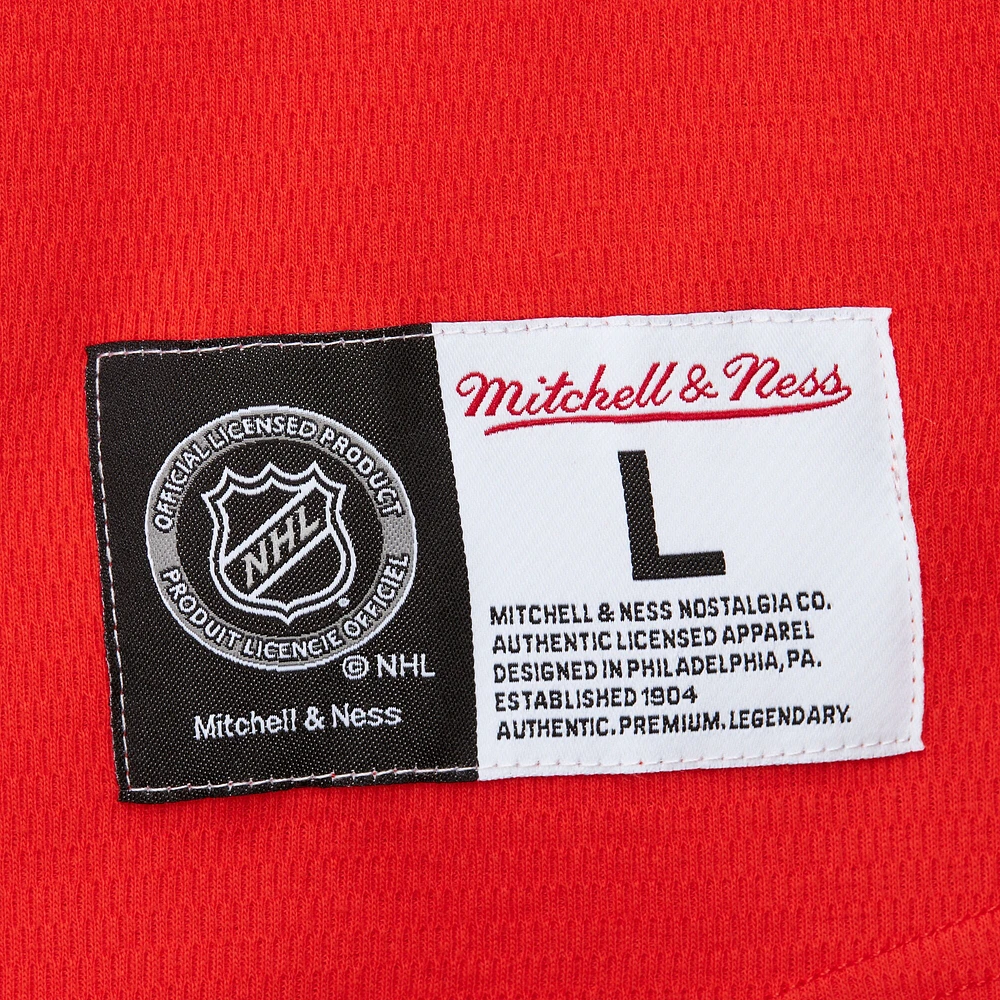 OFFICIAL LICENSED PRODUCT
NHL
PRODUIT LICENCIE OFFICIEL
© NHL
Mitchell & Ness
Mitchell & Ness
L
MITCHELL & NESS NOSTALGIA CO.
AUTHENTIC LICENSED APPAREL
DESIGNED IN PHILADELPHIA, PA.
ESTABLISHED 1904
AUTHENTIC. PREMIUM. LEGENDARY.